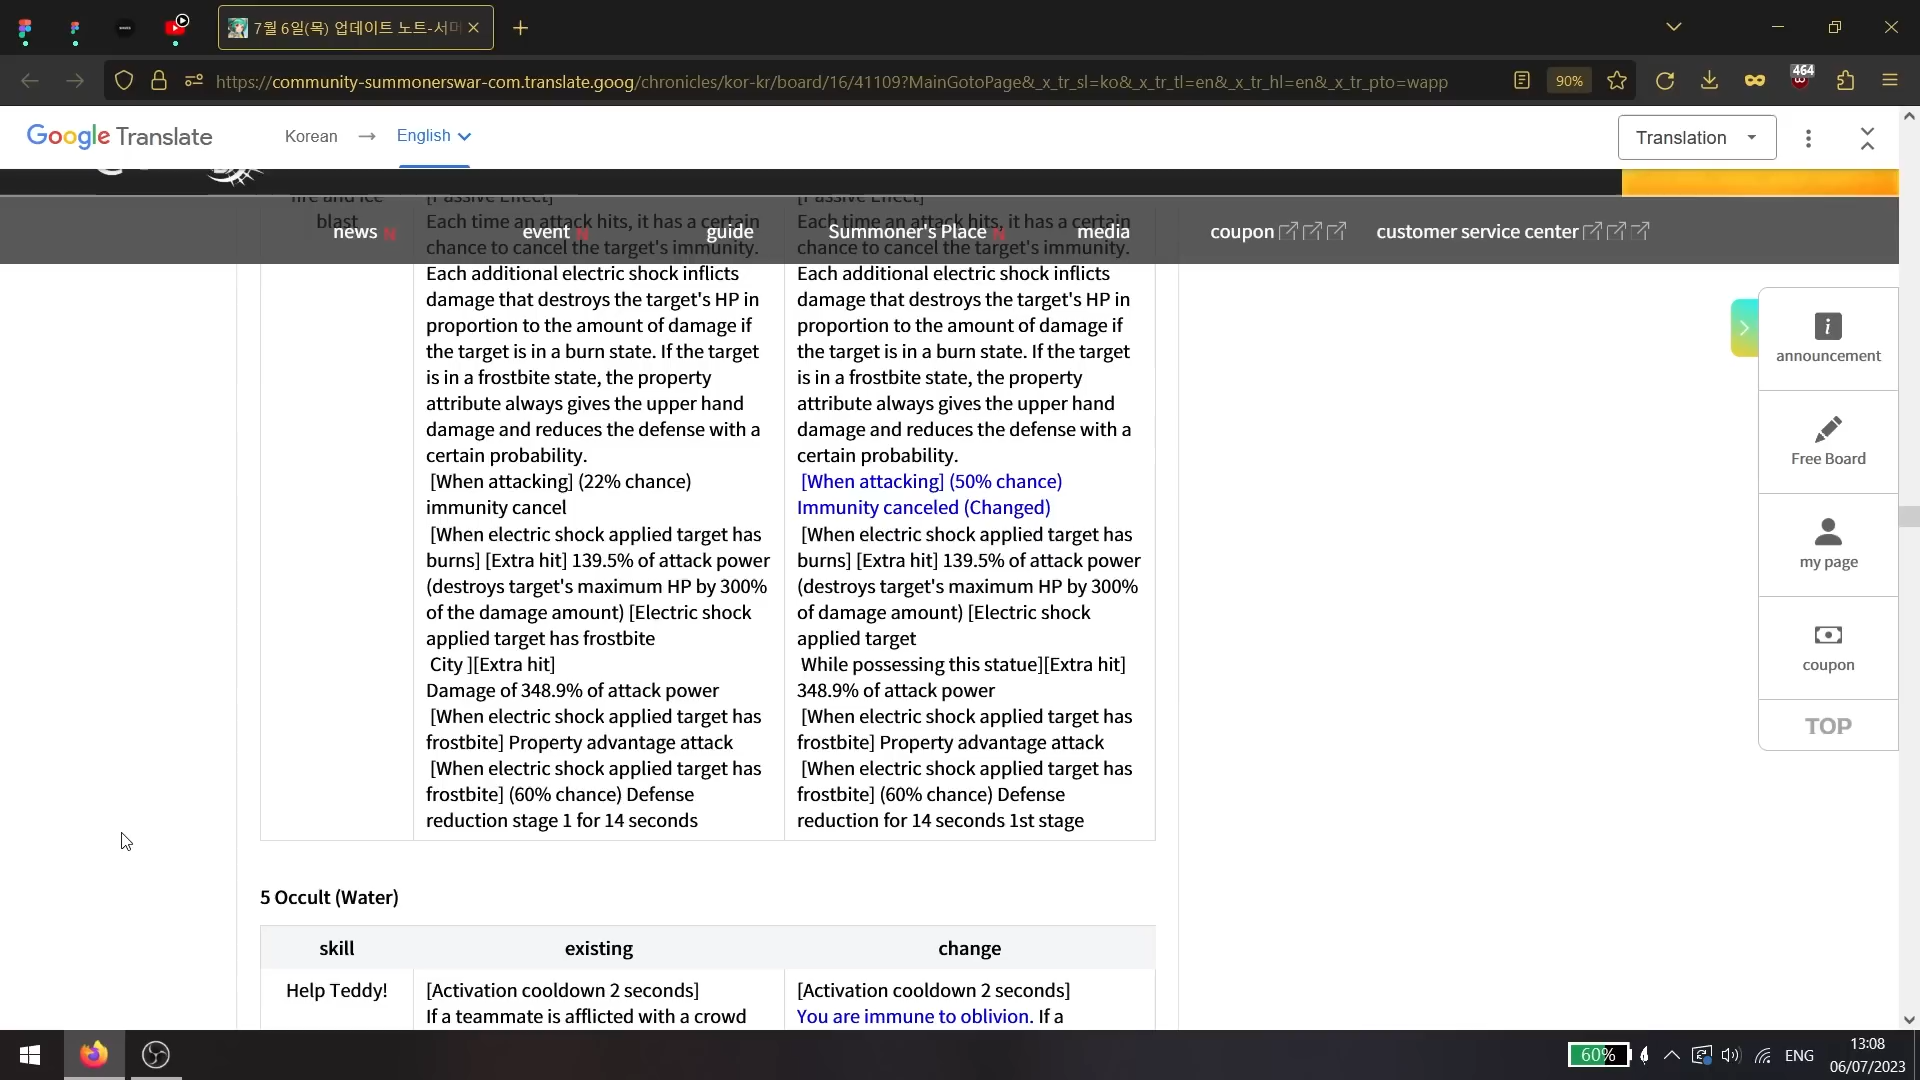 7월 6일(목) 업데이트 노트-서머
https://community-summonerswar-com.translate.goog/chronicles/kor-kr/board/16/41109?MainGotoPage&_x_tr_sl=ko&_x_tr_tl=en&_x_tr_hl=en&_x_tr_pto=wapp
90%
464
Google Translate
Korean → English
Translation
fire and ice
blast
[Passive Effect]
Each time an attack hits, it has a certain
chance to cancel the target's immunity.
[Passive Effect]
Each time an attack hits, it has a certain
chance to cancel the target's immunity.
news N
event N
guide
Summoner's Place N
media
coupon
customer service center
Each additional electric shock inflicts
damage that destroys the target's HP in
proportion to the amount of damage if
the target is in a burn state. If the target
is in a frostbite state, the property
attribute always gives the upper hand
damage and reduces the defense with a
certain probability.
[When attacking] (22% chance)
immunity cancel
[When electric shock applied target has
burns] [Extra hit] 139.5% of attack power
(destroys target's maximum HP by 300%
of the damage amount) [Electric shock
applied target has frostbite
City ][Extra hit]
Damage of 348.9% of attack power
[When electric shock applied target has
frostbite] Property advantage attack
[When electric shock applied target has
frostbite] (60% chance) Defense
reduction stage 1 for 14 seconds
Each additional electric shock inflicts
damage that destroys the target's HP in
proportion to the amount of damage if
the target is in a burn state. If the target
is in a frostbite state, the property
attribute always gives the upper hand
damage and reduces the defense with a
certain probability.
[When attacking] (50% chance)
Immunity canceled (Changed)
[When electric shock applied target has
burns] [Extra hit] 139.5% of attack power
(destroys target's maximum HP by 300%
of damage amount) [Electric shock
applied target
While possessing this statue][Extra hit]
348.9% of attack power
[When electric shock applied target has
frostbite] Property advantage attack
[When electric shock applied target has
frostbite] (60% chance) Defense
reduction for 14 seconds 1st stage
announcement
Free Board
my page
coupon
TOP
5 Occult (Water)
skill
existing
change
Help Teddy!
[Activation cooldown 2 seconds]
If a teammate is afflicted with a crowd
[Activation cooldown 2 seconds]
You are immune to oblivion. If a
60%
ENG
13:08
06/07/2023